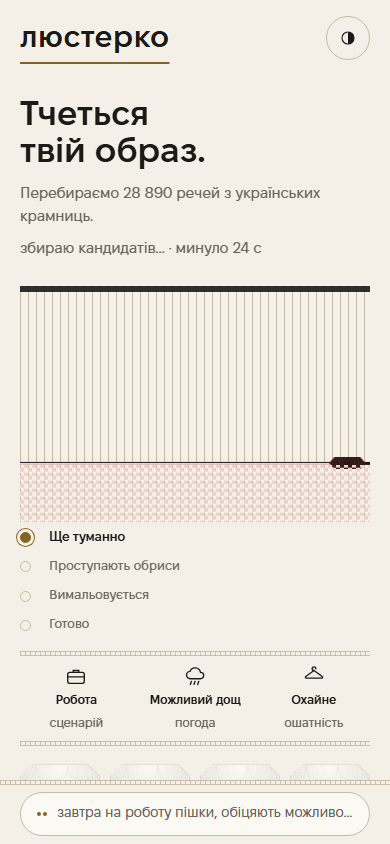 люстерко
Тчеться
твій образ.
Перебираємо 28 890 речей з українських
крамниць.
збираю кандидатів... · минуло 24 с
Ще туманно
Проступають обриси
Вимальовується
Готово
Робота
Можливий дощ
Охайне
сценарій
погода
ошатність
завтра на роботу пішки, обіцяють можливо...